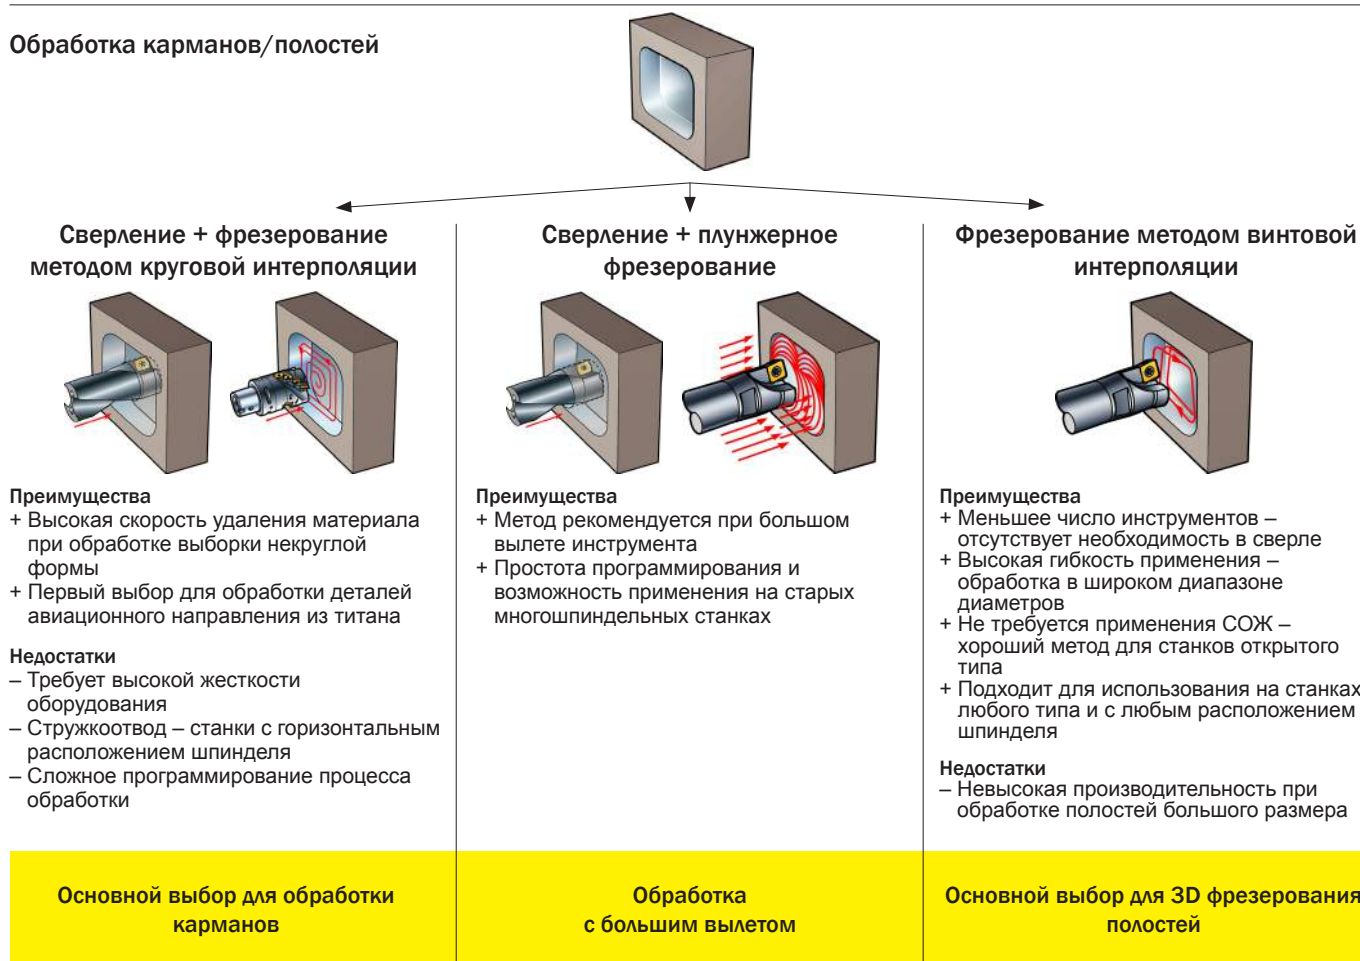 Обработка карманов/полостей
Сверление + фрезерование
методом круговой интерполяции
Преимущества
+ Высокая скорость удаления материала
при обработке выборки некруглой
формы
+ Первый выбор для обработки деталей
авиационного направления из титана
Недостатки
– Требует высокой жесткости
оборудования
– Стружкоотвод – станки с горизонтальным
расположением шпинделя
– Сложное программирование процесса
обработки
Основной выбор для обработки
карманов
Сверление + плунжерное
фрезерование
Преимущества
+ Метод рекомендуется при большом
вылете инструмента
+ Простота программирования и
возможность применения на старых
многошпиндельных станках
Обработка
с большим вылетом
Фрезерование методом винтовой
интерполяции
Преимущества
+ Меньшее число инструментов –
отсутствует необходимость в сверле
+ Высокая гибкость применения –
обработка в широком диапазоне
диаметров
+ Не требуется применения СОЖ –
хороший метод для станков открытого
типа
+ Подходит для использования на станках
любого типа и с любым расположением
шпинделя
Недостатки
– Невысокая производительность при
обработке полостей большого размера
Основной выбор для 3D фрезерования
полостей